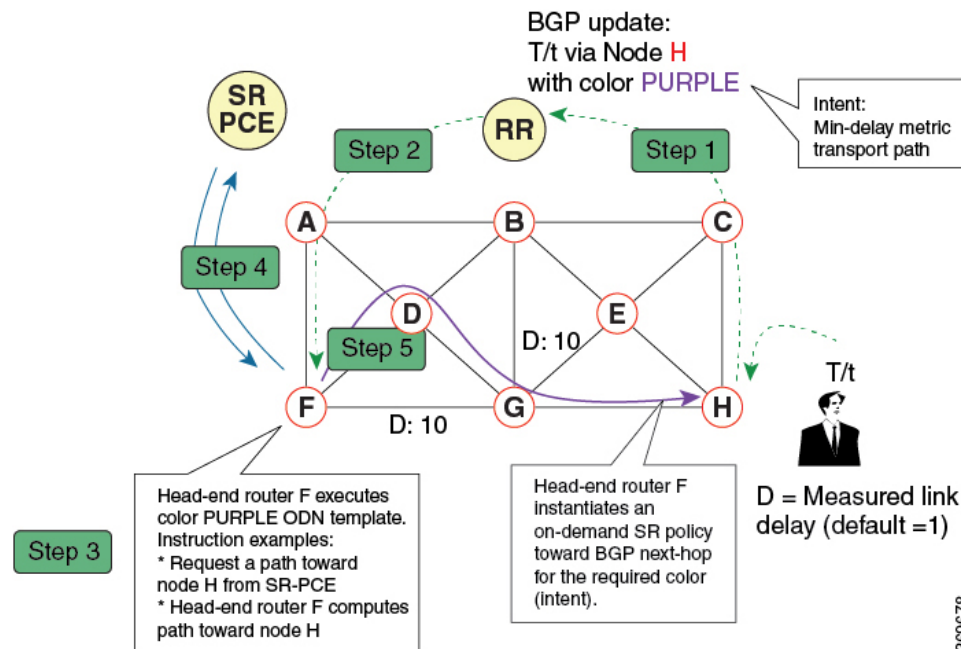 BGP update:
T/t via Node H
with color PURPLE
Intent:
Min-delay metric
transport path
SR
PCE
RR
Step 2
Step 1
A
B
C
Step 4
D
E
Step 5
D: 10
T/t
F
G
H
D: 10
Head-end router F executes
color PURPLE ODN template.
Instruction examples:
* Request a path toward
node H from SR-PCE
* Head-end router F computes
path toward node H
Step 3
Head-end router F
instantiates an
on-demand SR policy
toward BGP next-hop
for the required color
(intent).
D = Measured link
delay (default =1)